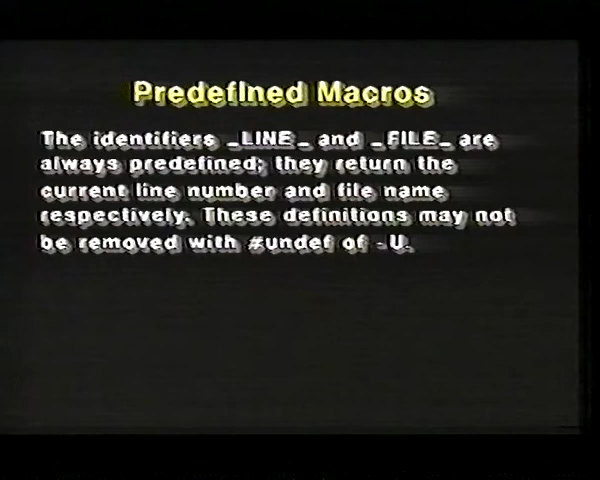 Predefined Macros
The identifiers _LINE_ and _FILE_ are
always predefined; they return the
current line number and file name
respectively. These definitions may not
be removed with #undef of -U.